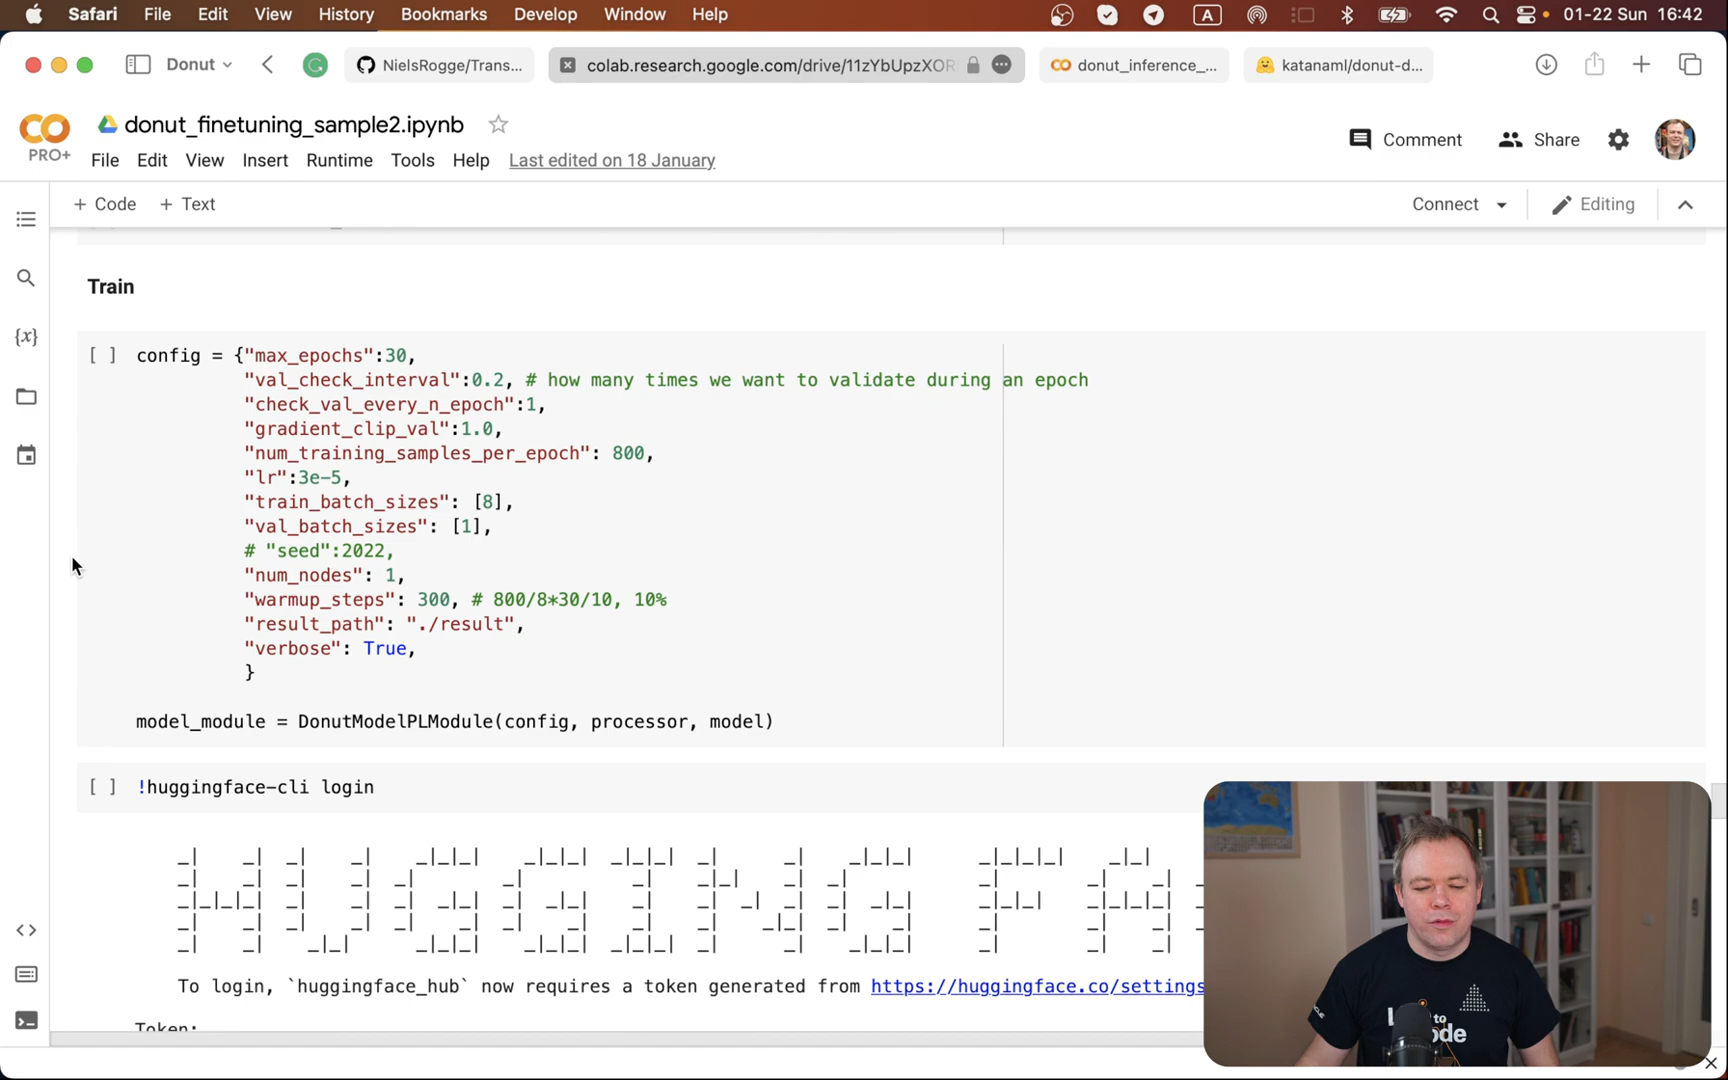 Safari File Edit View History Bookmarks Develop Window Help A 01-22 Sun 16:42
Donut NielsRogge/Trans... colab.research.google.com/drive/11zYbUpzXOR donut_inference_... katanaml/donut-d...
donut_finetuning_sample2.ipynb
PRO+ File Edit View Insert Runtime Tools Help Last edited on 18 January Comment Share
+ Code + Text Connect Editing
Train
{x}
[ ] config = {"max_epochs":30,
"val_check_interval":0.2, # how many times we want to validate during an epoch
"check_val_every_n_epoch":1,
"gradient_clip_val":1.0,
"num_training_samples_per_epoch": 800,
"lr":3e-5,
"train_batch_sizes": [8],
"val_batch_sizes": [1],
# "seed":2022,
"num_nodes": 1,
"warmup_steps": 300, # 800/8*30/10, 10%
"result_path": "./result",
"verbose": True,
}
model_module = DonutModelPLModule(config, processor, model)
[ ] !huggingface-cli login
HUGGING FA
To login, `huggingface_hub` now requires a token generated from https://huggingface.co/settings
Token: